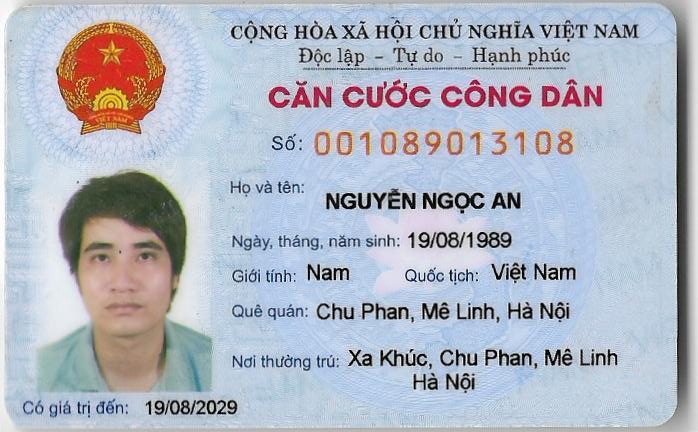 CỘNG HÒA XÃ HỘI CHỦ NGHĨA VIỆT NAM
Độc lập – Tự do – Hạnh phúc
CĂN CƯỚC CÔNG DÂN
Số: 001089013108
Họ và tên:
NGUYỄN NGỌC AN
Ngày, tháng, năm sinh: 19/08/1989
Giới tính: Nam Quốc tịch: Việt Nam
Quê quán: Chu Phan, Mê Linh, Hà Nội
Nơi thường trú: Xa Khúc, Chu Phan, Mê Linh
Hà Nội
Có giá trị đến: 19/08/2029